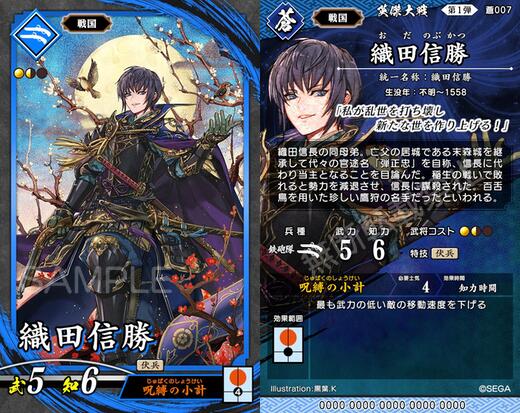 戦国
SAMPLE
織田信勝
伏兵
武5 知6
じゅばくのしょうけい
呪縛の小計
4
蒼
戦国
英傑大戦
第1弾
蒼007
おだ のぶかつ
織田信勝
統一名称：織田信勝
生没年：不明～1558
「私が乱世を打ち壊し
新たな世を作り上げる！」
織田信長の同母弟。亡父の居城である末森城を継
承して代々の官途名「弾正忠」を自称、信長に代
わり当主となることを目論んだ。稲生の戦いで敗
れると勢力を減退させ、信長に謀殺された。百舌
鳥を用いた珍しい鷹狩の名手だったといわれる。
兵種 武力 知力 武将コスト
鉄砲隊 5 6
特技 伏兵
じゅばくのしょうけい
呪縛の小計
必要士気
4
効果時間
知力時間
最も武力の低い敵の移動速度を下げる
効果範囲
Illustration:黒葉.K
©SEGA
0000 0000 0000 0000 0000